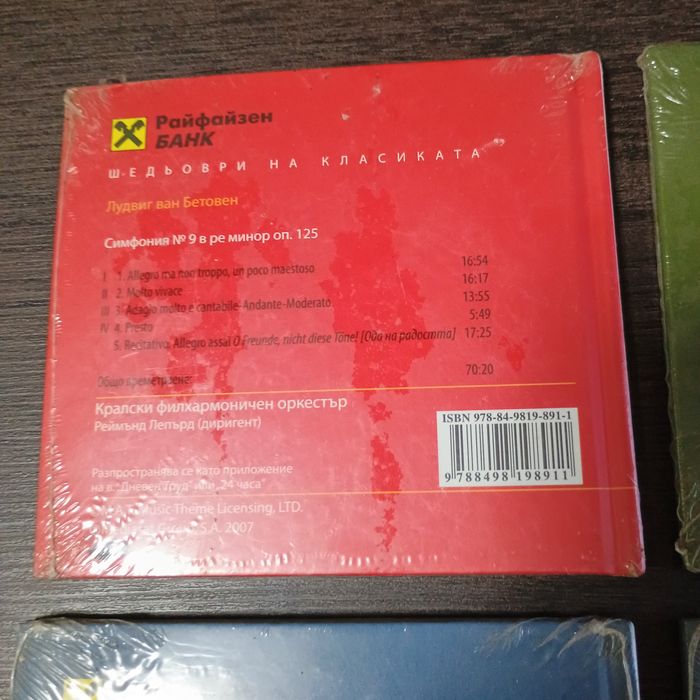 Райфайзен
БАНК
ШЕДЬОВРИ НА КЛАСИКАТА
Лудвиг ван Бетовен
Симфония № 9 в ре минор оп. 125
I 1. Allegro ma non troppo, un poco maestoso 16:54
II 2. Molto vivace 16:17
III 3. Adagio molto e cantabile-Andante-Moderato 13:55
IV 4. Presto 5:49
5. Recitativo: Allegro assai O Freunde, nicht diese Töne! [Ода на радостта] 17:25
Общо времетраене: 70:20
Кралски филхармоничен оркестър
Реймънд Лепърд (диригент)
ISBN 978-84-9819-891-1
9 788498 198911
Разпространява се като приложение
на в. "Дневен Труд" или "24 часа"
Music-Theme Licensing, LTD.
S.A. 2007